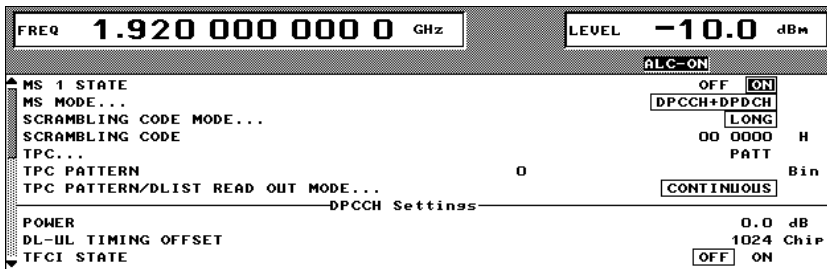 FREQ 1.920 000 000 0 GHz LEVEL -10.0 dBm
ALC-ON
MS 1 STATE OFF ON
MS MODE... DPCCH+DPDCH
SCRAMBLING CODE MODE... LONG
SCRAMBLING CODE 00 0000 H
TPC... PATT
TPC PATTERN 0 Bin
TPC PATTERN/DLIST READ OUT MODE... CONTINUOUS
DPCCH Settings
POWER 0.0 dB
DL-UL TIMING OFFSET 1024 Chip
TFCI STATE OFF ON